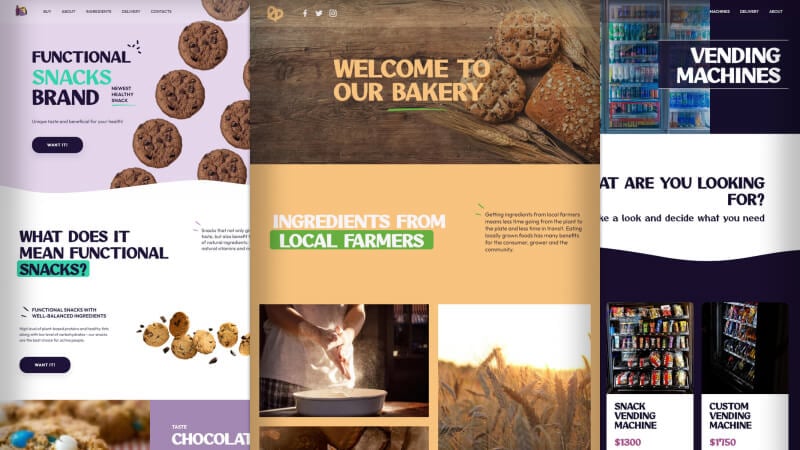 BUY
ABOUT
INGREDIENTS
DELIVERY
CONTACTS
FUNCTIONAL
SNACKS
BRAND
NEWEST
HEALTHY
SNACK
Unique taste and beneficial for your health!
WANT IT!
WHAT DOES IT
MEAN FUNCTIONAL
SNACKS?
Snacks that not only
taste, but also benefit
of natural ingredients
natural vitamins and
FUNCTIONAL SNACKS WITH
WELL-BALANCED INGREDIENTS
High level of plant-based proteins and healthy fats
along with low level of carbohydrates - our snacks
are the best choice for active people.
WANT IT!
TASTE
CHOCOLAT
WELCOME TO
OUR BAKERY
INGREDIENTS FROM
LOCAL FARMERS
Getting ingredients from local farmers
means less time going from the plant to
the plate and less time in transit. Eating
locally grown foods has many benefits
for the consumer, grower and the
community.
MACHINES
DELIVERY
ABOUT
VENDING
MACHINES
AT ARE YOU LOOKING
FOR?
ke a look and decide what you need
SNACK
VENDING
MACHINE
$1300
CUSTOM
VENDING
MACHINE
$1750